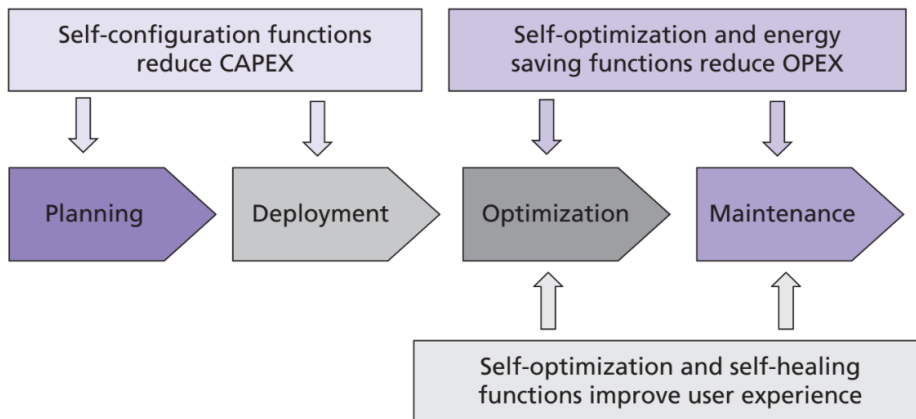 Self-configuration functions
reduce CAPEX
Self-optimization and energy
saving functions reduce OPEX
Planning
Deployment
Optimization
Maintenance
Self-optimization and self-healing
functions improve user experience